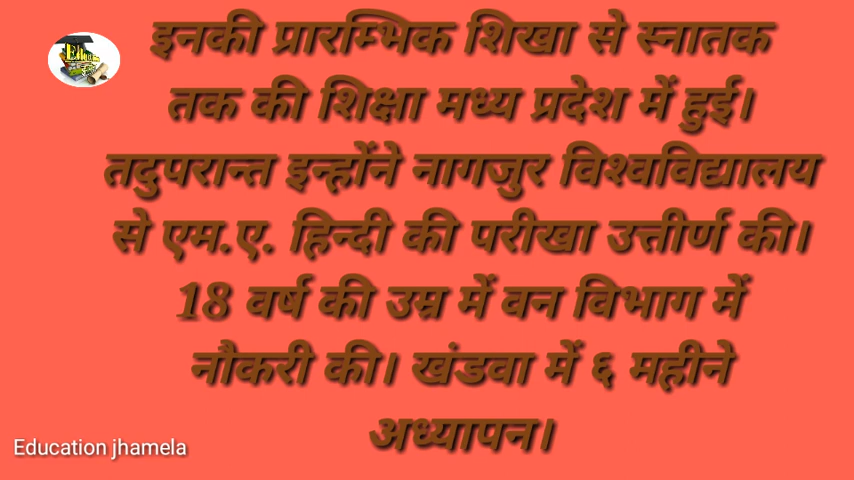 इनकी प्रारम्भिक शिखा से स्नातक
तक की शिक्षा मध्य प्रदेश में हुई।
तदुपरान्त इन्होंने नागजुर विश्वविद्यालय
से एम.ए. हिन्दी की परीखा उत्तीर्ण की।
18 वर्ष की उम्र में वन विभाग में
नौकरी की। खंडवा में ६ महीने
अध्यापन।
Education jhamela